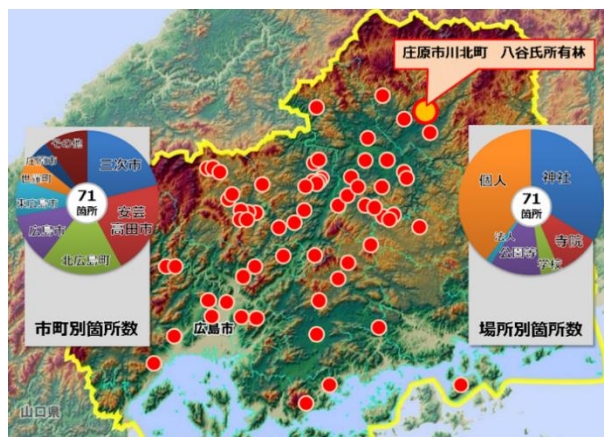 庄原市川北町 八谷氏所有林
その他
庄原市
世羅町
東広島市
広島市
北広島町
安芸
高田市
三次市
71
箇所
市町別箇所数
個人
神社
寺院
学校
公園等
法人
71
箇所
場所別箇所数
広島市
山口県